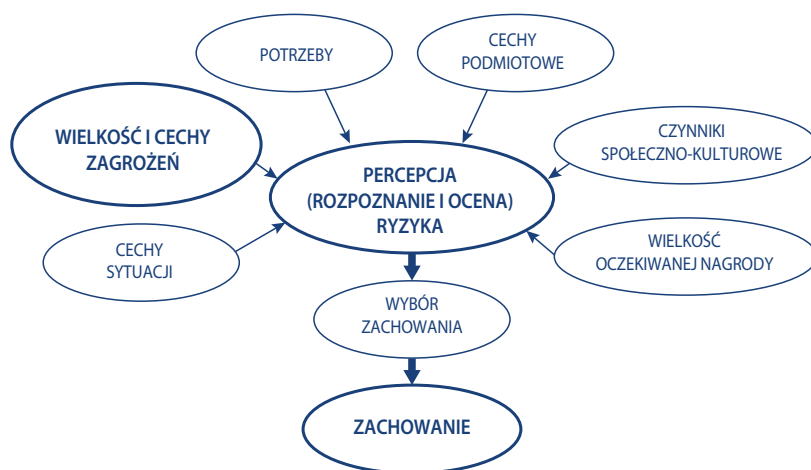 POTRZEBY
CECHY
PODMIOTOWE
WIELKOŚĆ I CECHY
ZAGROŻEŃ
CZYNNIKI
SPOŁECZNO-KULTUROWE
PERCEPCJA
(ROZPOZNANIE I OCENA)
RYZYKA
CECHY
SYTUACJI
WIELKOŚĆ
OCZEKIWANEJ NAGRODY
WYBÓR
ZACHOWANIA
ZACHOWANIE